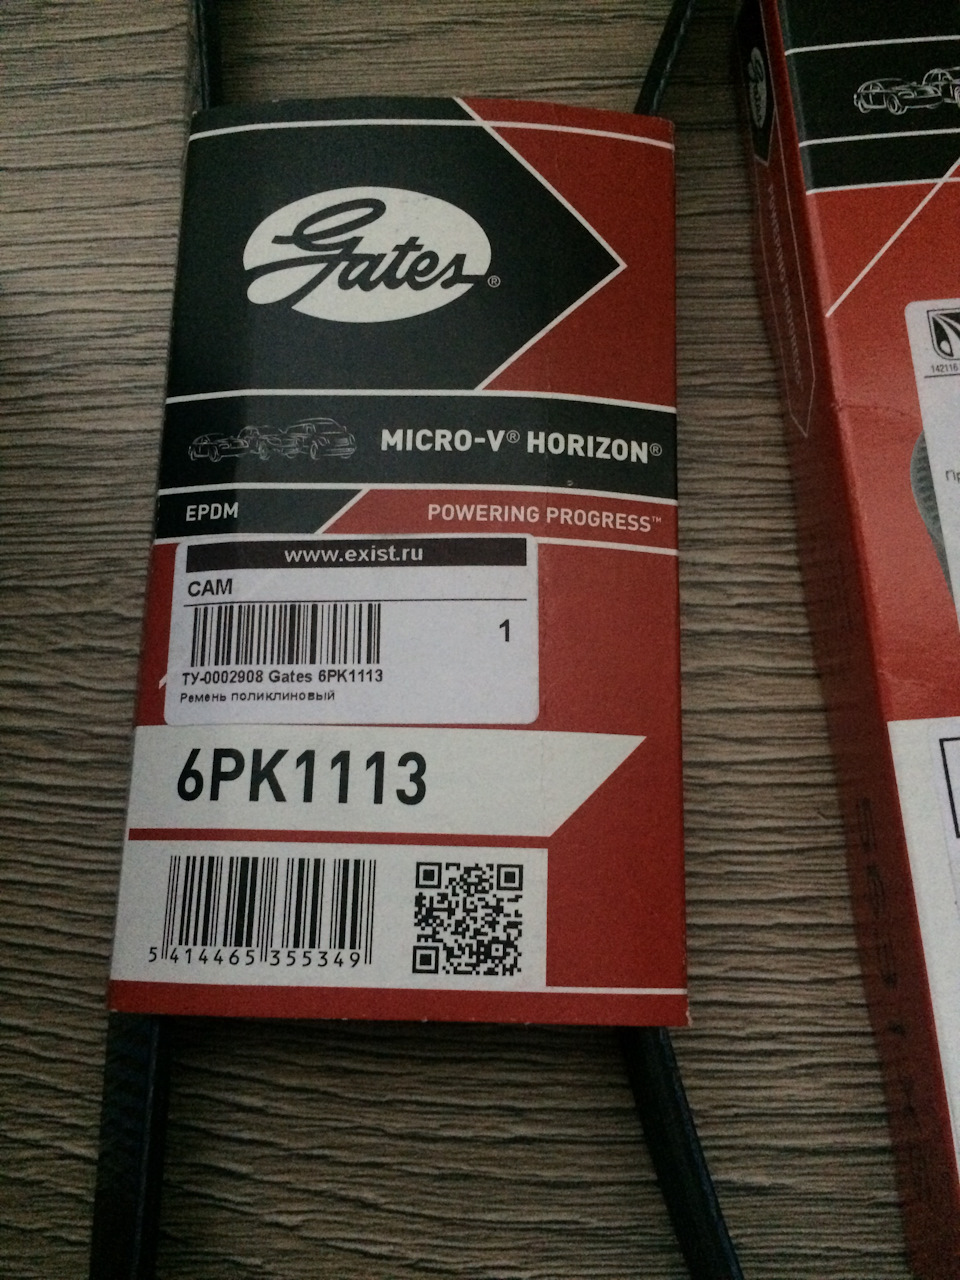 Gates®
MICRO-V® HORIZON®
EPDM
POWERING PROGRESS™
www.exist.ru
САМ
1
ТУ-0002908 Gates 6PK1113
Ремень поликлиновый
6PK1113
5 414465 355349
142116